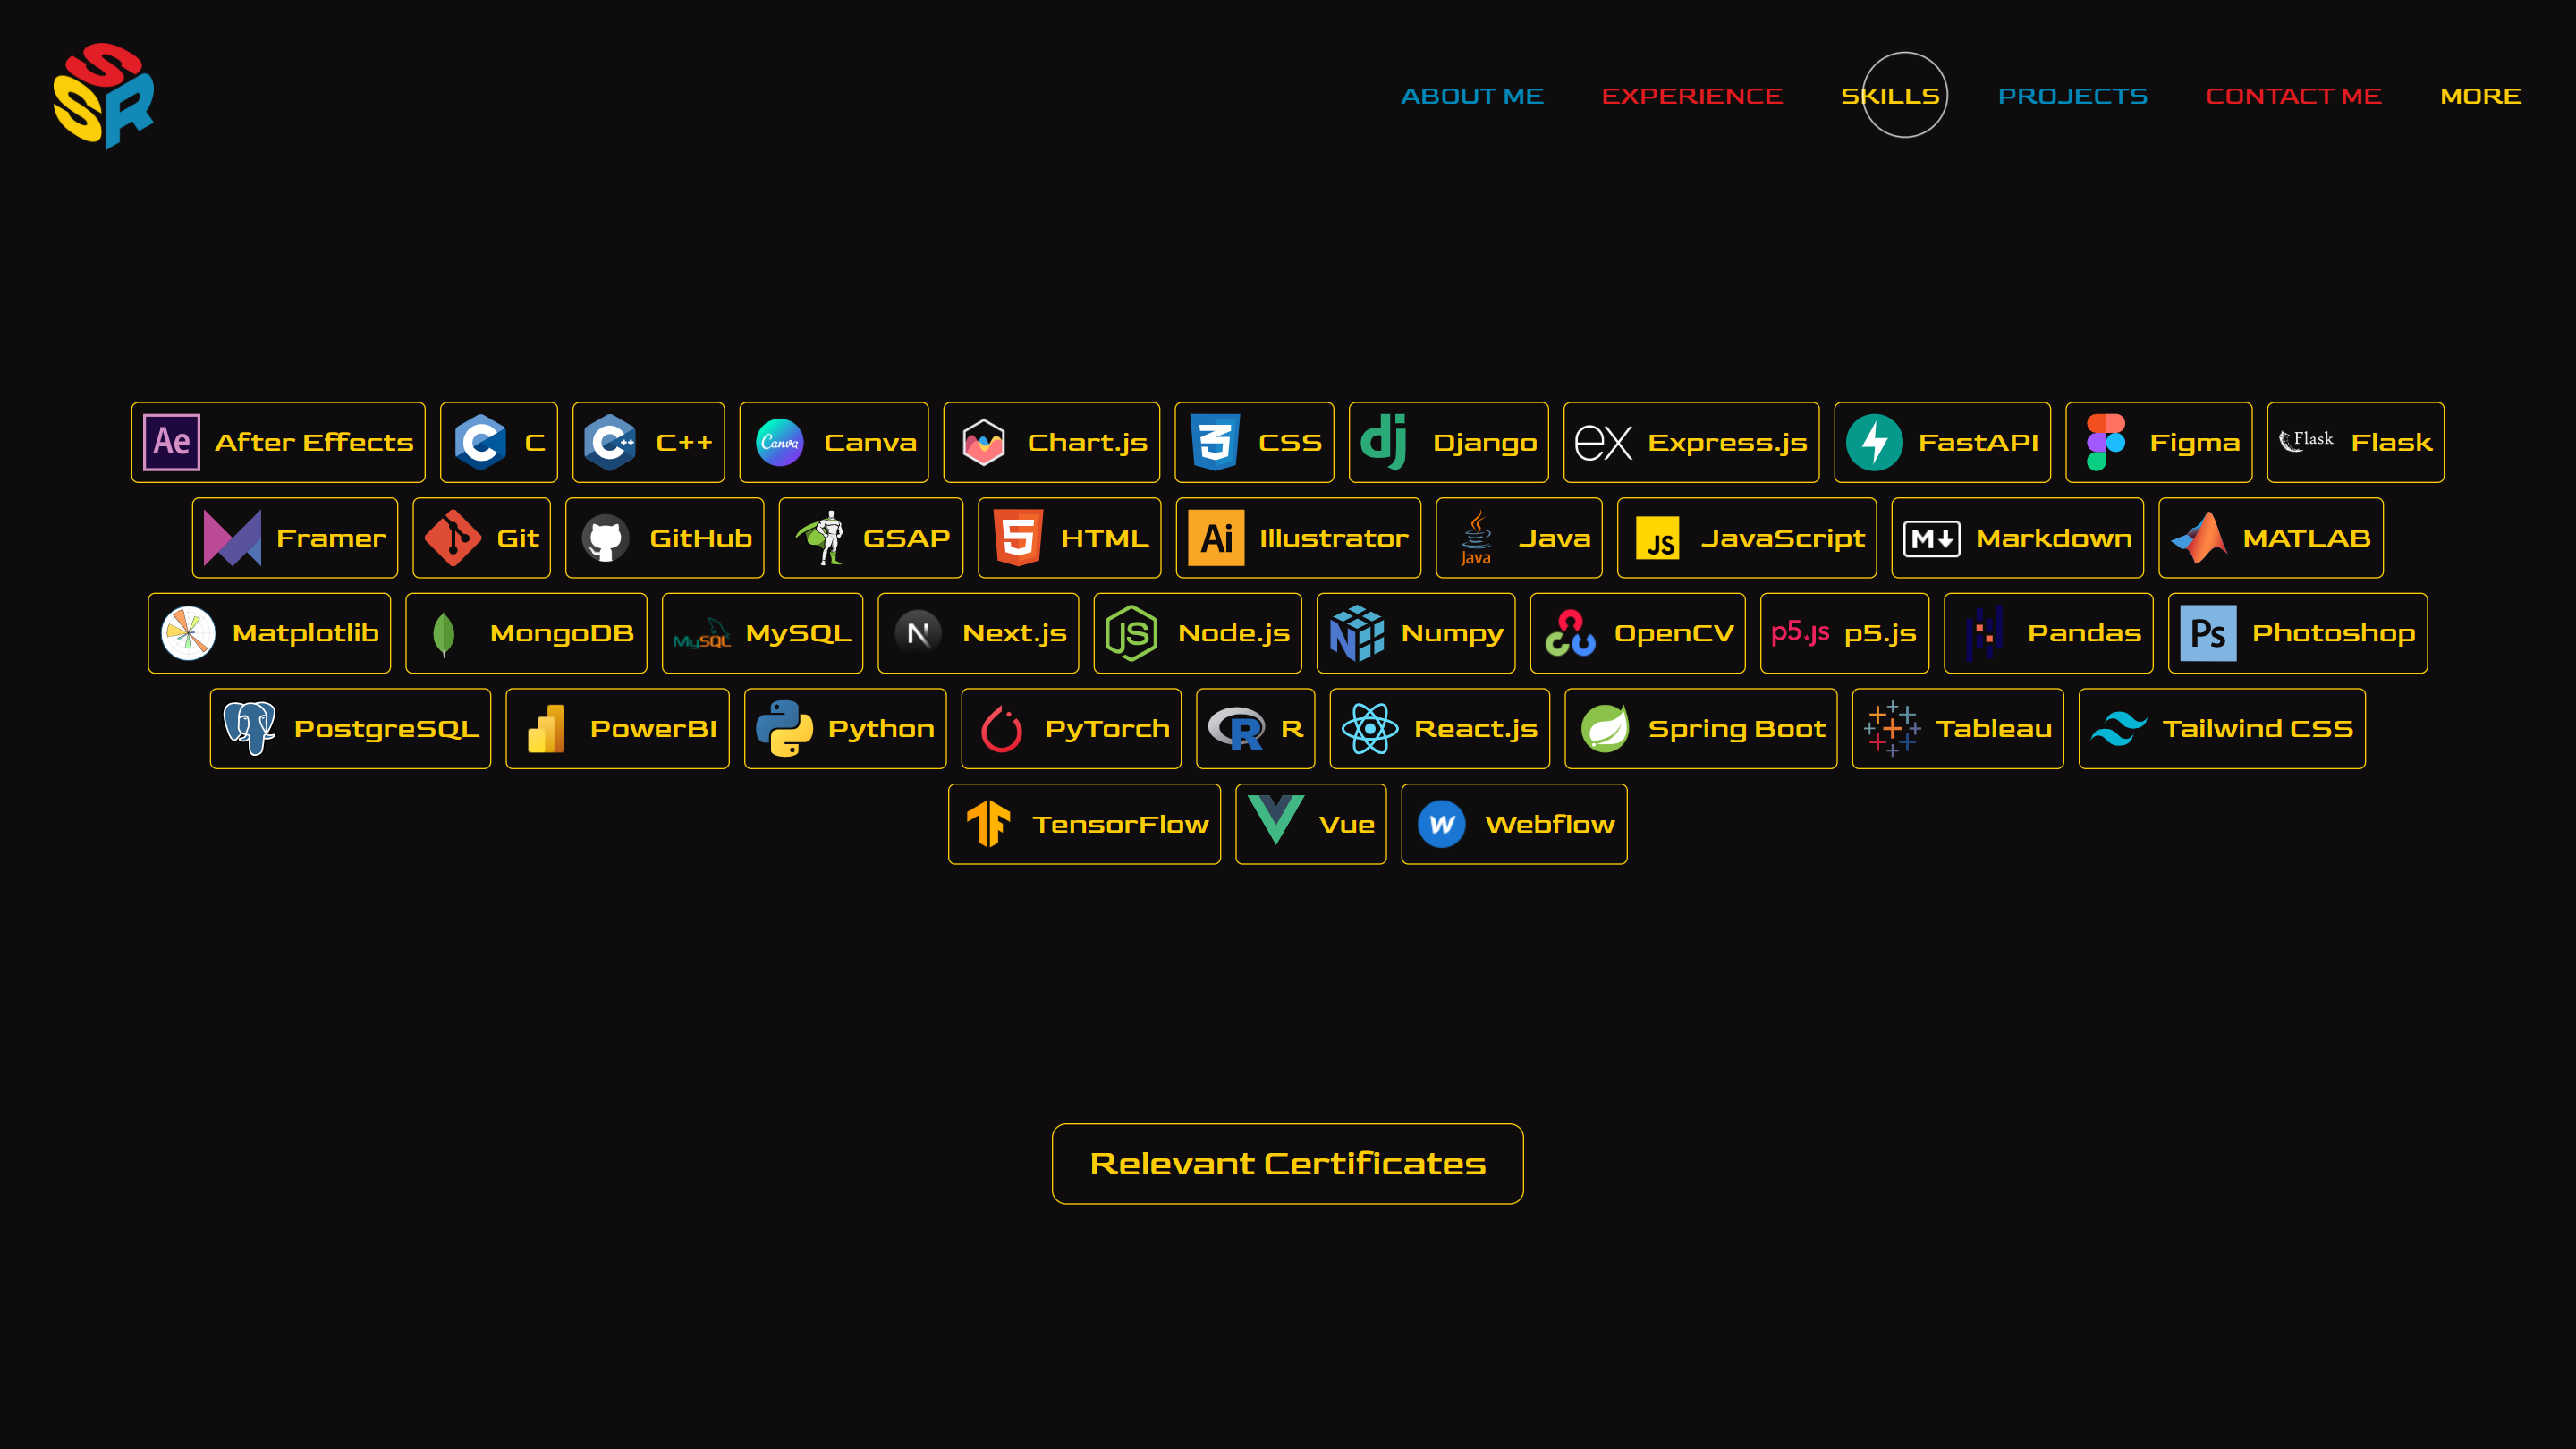 SSR
ABOUT ME EXPERIENCE SKILLS PROJECTS CONTACT ME MORE
Ae After Effects C C C C++ Canva Canva Chart.js 3 CSS dj Django ex Express.js FastAPI Figma Flask Flask
Framer Git GitHub GSAP 5 HTML Ai Illustrator Java Java JS JavaScript M Markdown MATLAB
Matplotlib MongoDB MySQL MySQL N Next.js JS Node.js N Numpy OpenCV p5*js p5.js Pandas Ps Photoshop
PostgreSQL PowerBI Python PyTorch R R React.js Spring Boot Tableau Tailwind CSS
TF TensorFlow Vue W Webflow
Relevant Certificates